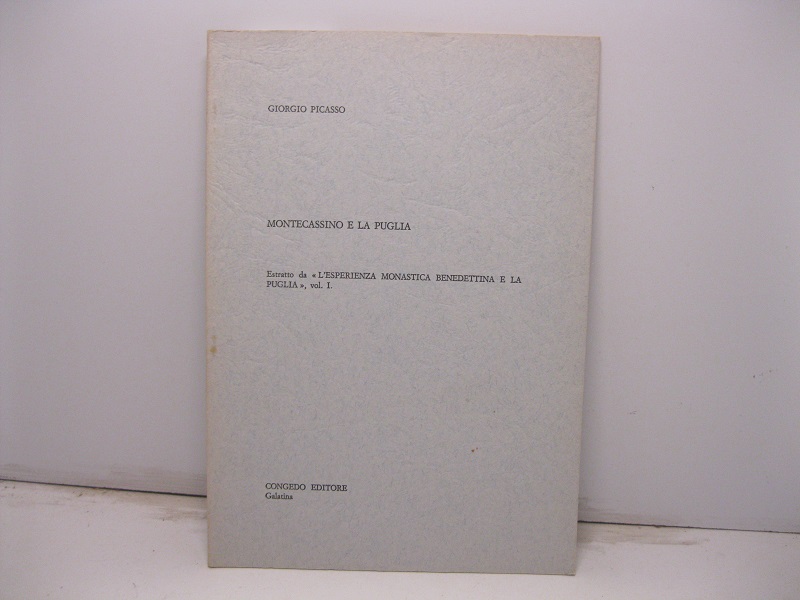 GIORGIO PICASSO
MONTECASSINO E LA PUGLIA
Estratto da « L'ESPERIENZA MONASTICA BENEDETTINA E LA
PUGLIA », vol. I.
CONGEDO EDITORE
Galatina